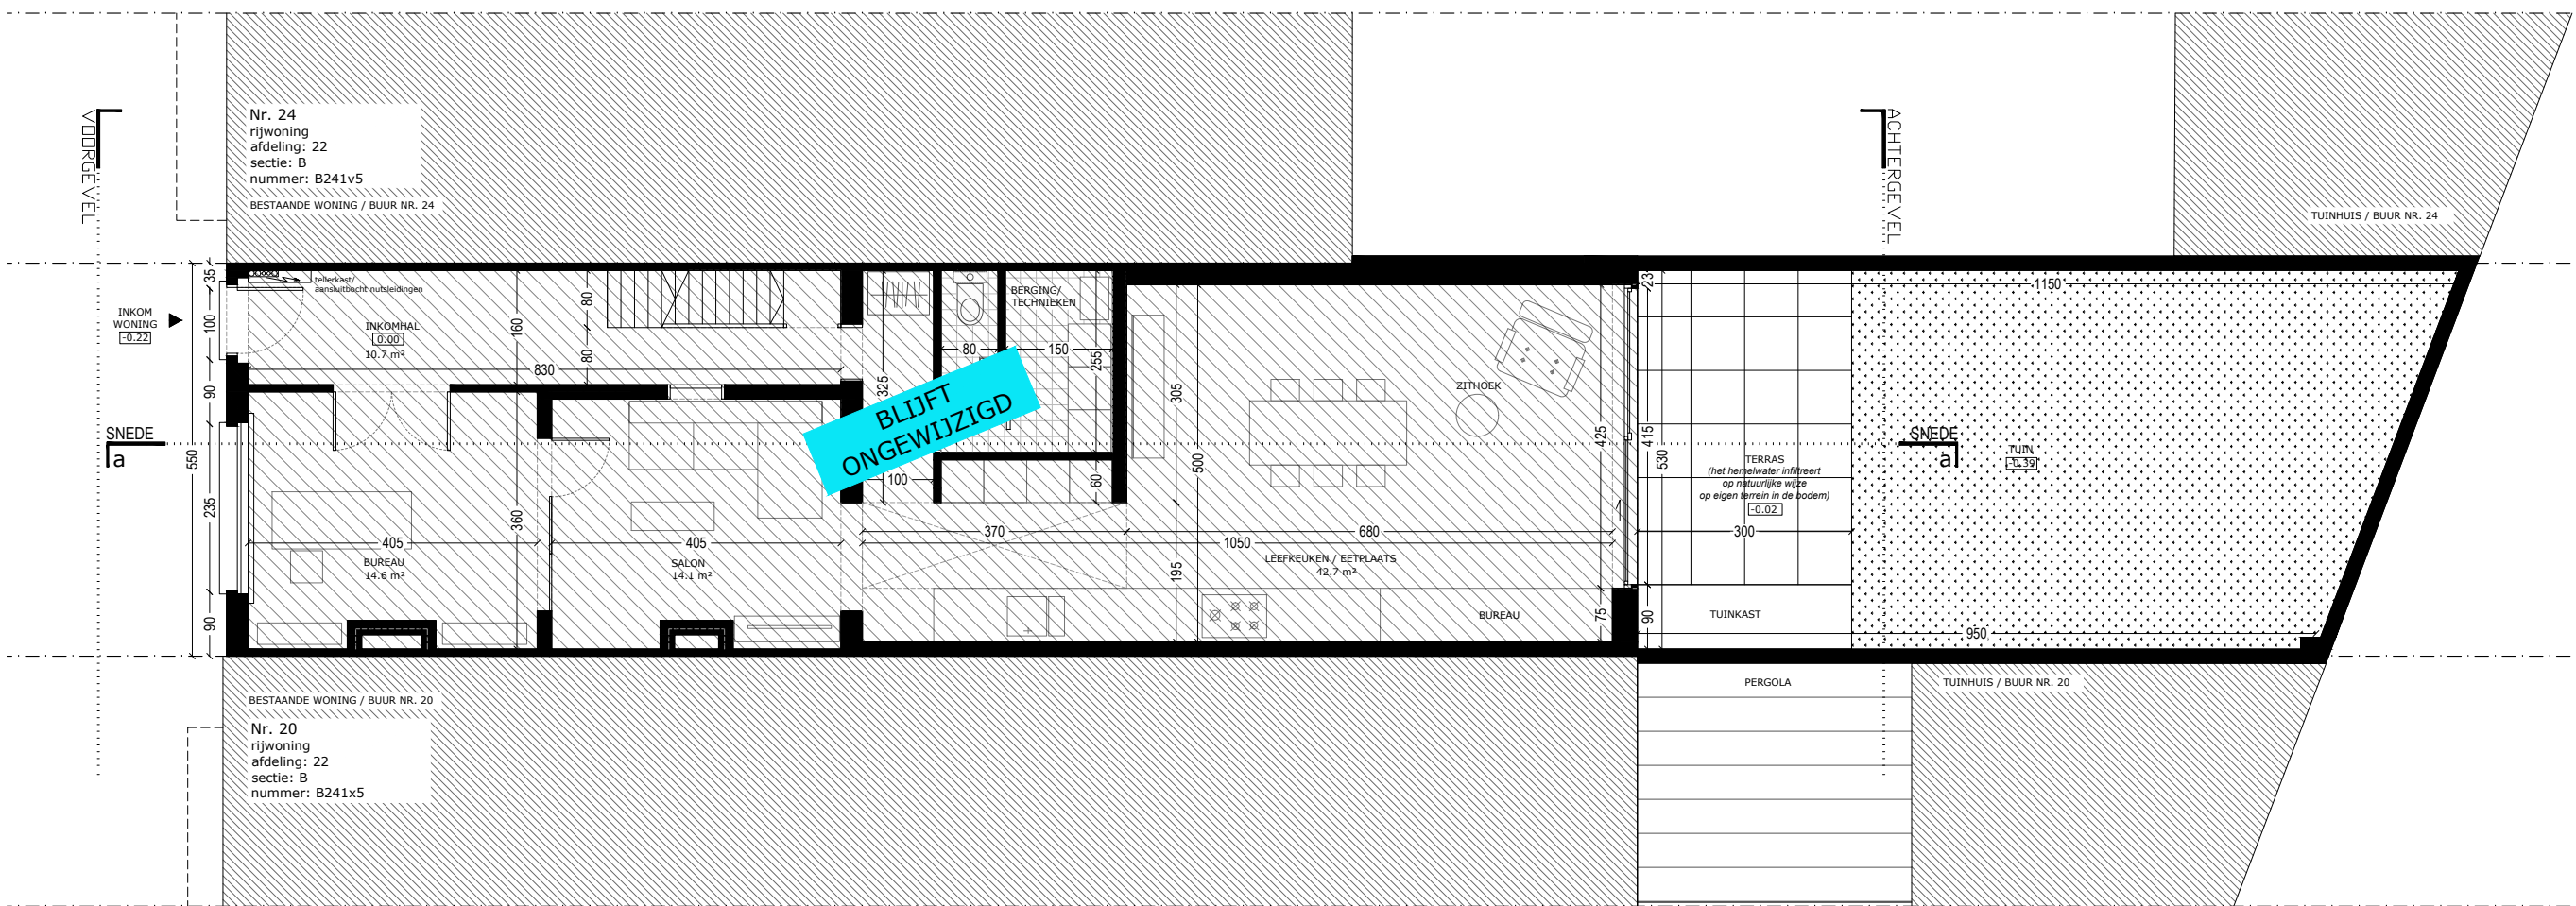 Nr. 24
rijwoning
afdeling: 22
sectie: B
nummer: B241v5
BESTAANDE WONING / BUUR NR. 24
VOORGEVEL
ACHTERGEVEL
TUINHUIS / BUUR NR. 24
INKOM
WONING
-0.22
tellerkast/
aansluitbocht nutsleidingen
INKOMHAL
0.00
10.7 m²
BERGING/
TECHNIEKEN
35
100
90
235
90
550
160
80
80
830
325
80
150
255
100
60
305
500
195
425
75
23
415
530
90
1150
BLIJFT
ONGEWIJZIGD
ZITHOEK
SNEDE
a
SNEDE
a
TUIN
-0.39
TERRAS
(het hemelwater infiltreert
op natuurlijke wijze
op eigen terrein in de bodem)
-0.02
300
360
405
BUREAU
14.6 m²
405
SALON
14.1 m²
370
680
1050
LEEFKEUKEN / EETPLAATS
42.7 m²
BUREAU
TUINKAST
950
PERGOLA
TUINHUIS / BUUR NR. 20
BESTAANDE WONING / BUUR NR. 20
Nr. 20
rijwoning
afdeling: 22
sectie: B
nummer: B241x5